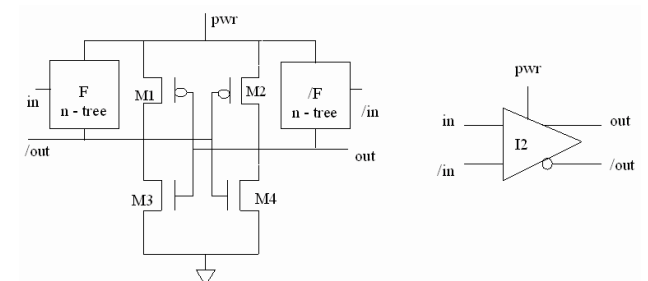 pwr
F
n - tree
in
M1
M2
/F
n - tree
/in
/out
out
M3
M4
pwr
in
/in
I2
out
/out